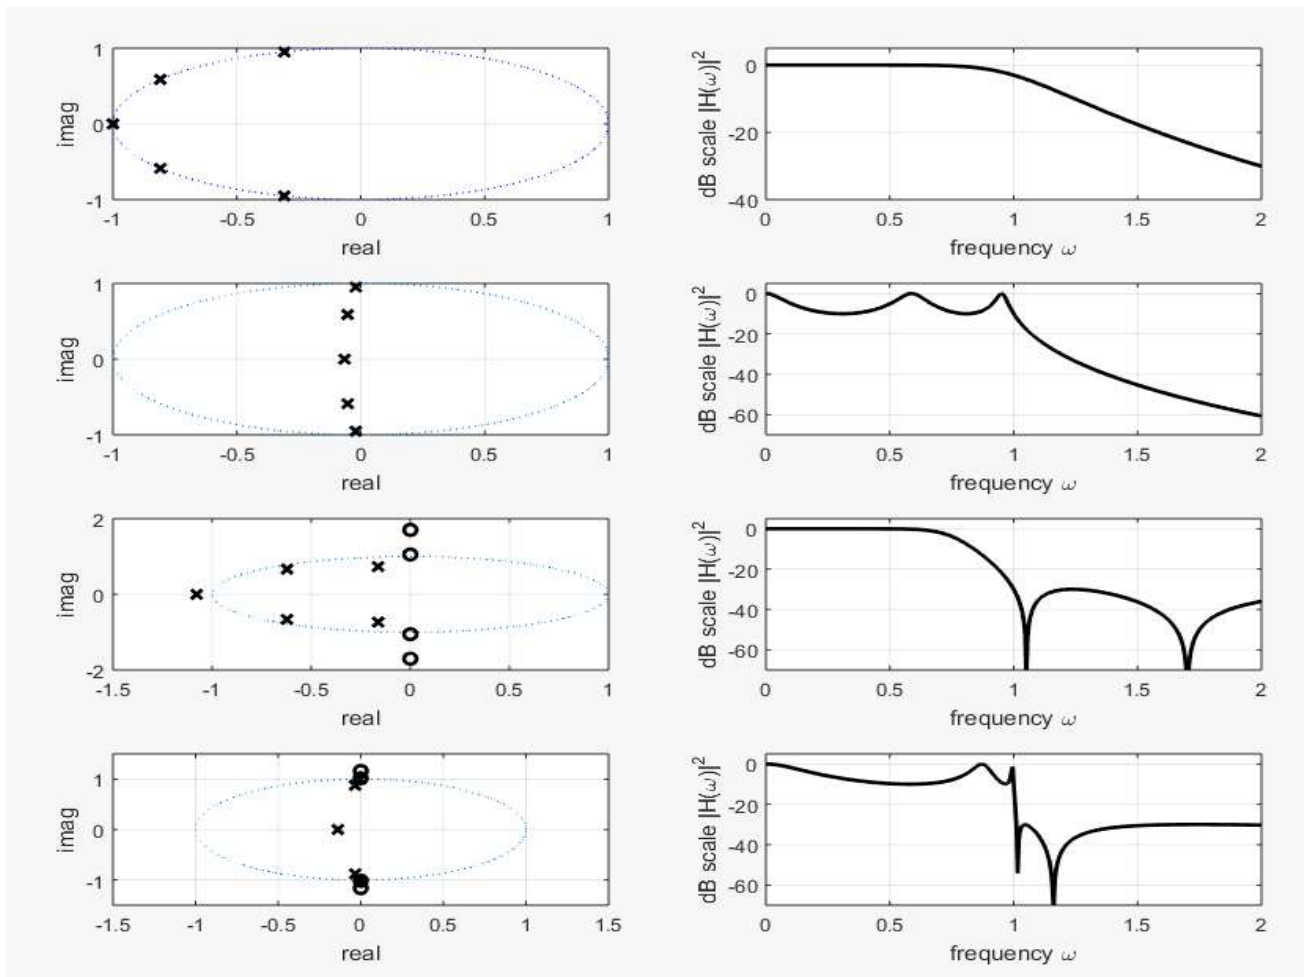 1
0
-1
imag
-1 -0.5 0 0.5 1
real
0
-20
-40
dB scale |H(ω)|²
0 0.5 1 1.5 2
frequency ω
1
0
-1
imag
-1 -0.5 0 0.5 1
real
0
-20
-40
-60
dB scale |H(ω)|²
0 0.5 1 1.5 2
frequency ω
2
0
-2
imag
-1.5 -1 -0.5 0 0.5 1
real
0
-20
-40
-60
dB scale |H(ω)|²
0 0.5 1 1.5 2
frequency ω
1
0
-1
imag
-1.5 -1 -0.5 0 0.5 1 1.5
real
0
-20
-40
-60
dB scale |H(ω)|²
0 0.5 1 1.5 2
frequency ω